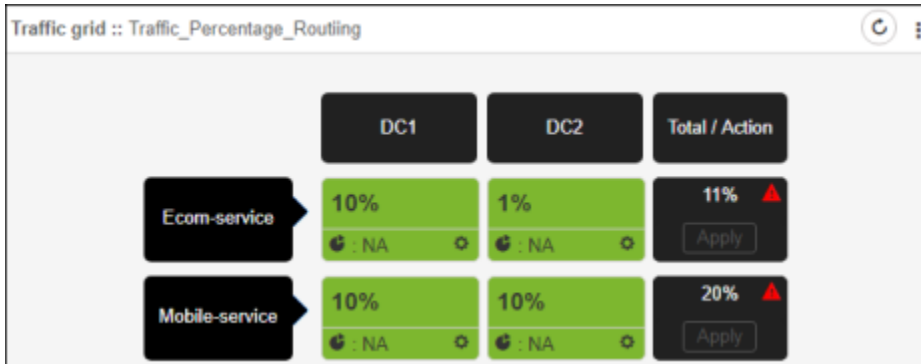 Traffic grid :: Traffic_Percentage_Routiing
DC1 DC2 Total / Action
Ecom-service 10% 1% 11%
: NA : NA Apply
Mobile-service 10% 10% 20%
: NA : NA Apply